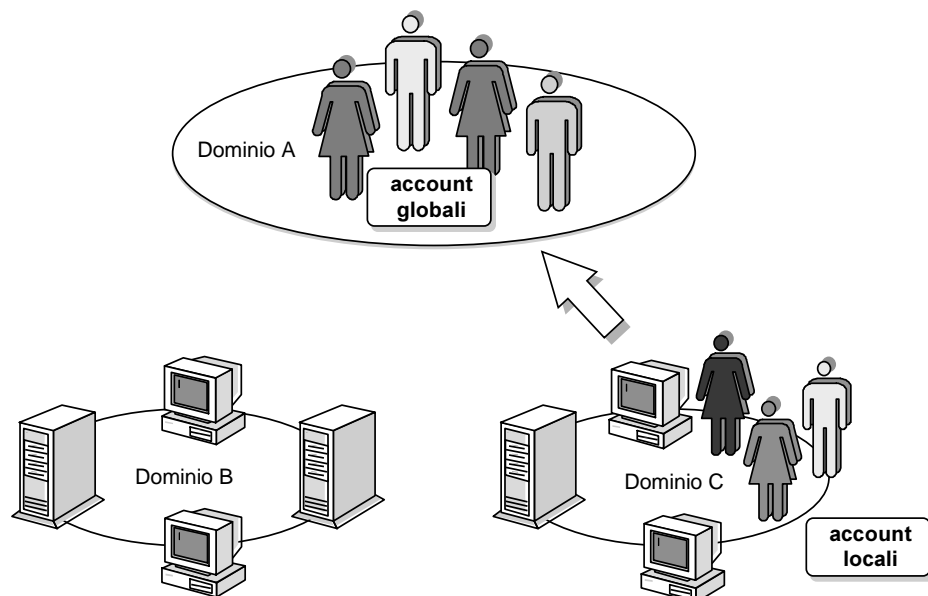 Dominio A
account
globali
Dominio B
Dominio C
account
locali